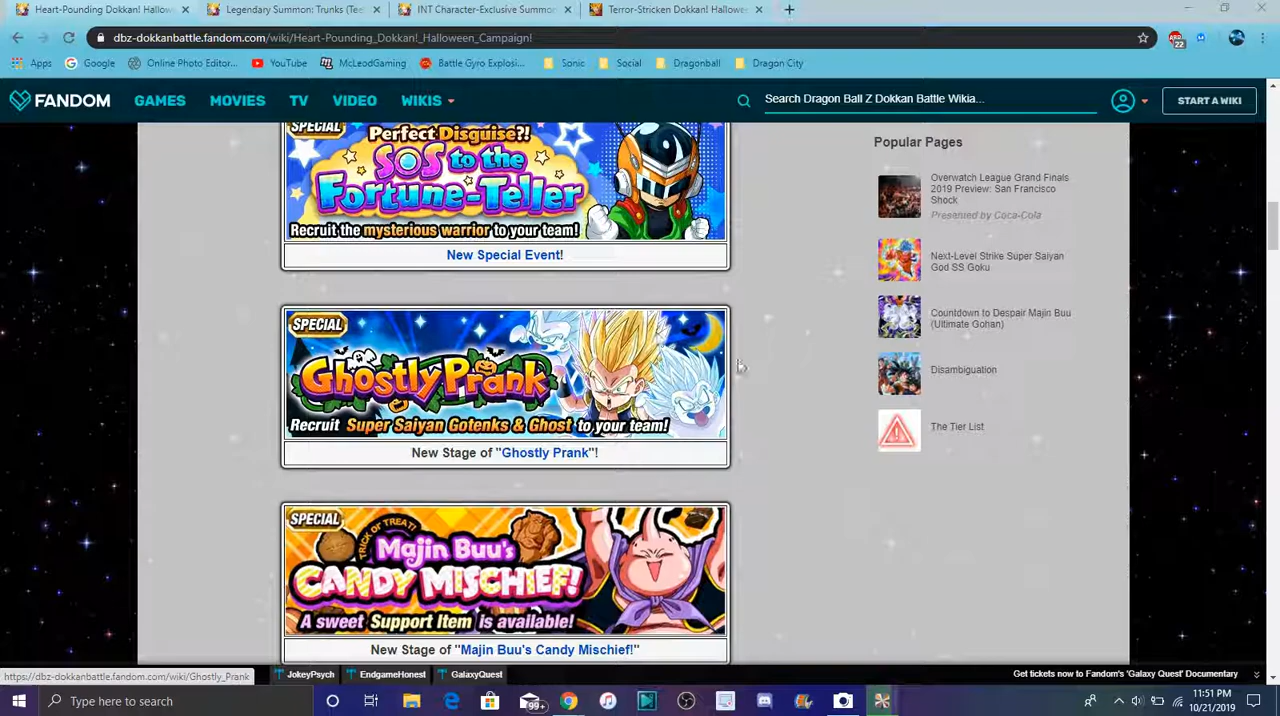 Heart-Pounding Dokkan! Hallow
Legendary Summon: Trunks (Tee
INT Character-Exclusive Summon
Terror-Stricken Dokkan! Hallowe
dbz-dokkanbattle.fandom.com/wiki/Heart-Pounding_Dokkan!_Halloween_Campaign!
22
Apps
Google
Online Photo Editor...
YouTube
McLeodGaming
Battle Gyro Explosi...
Sonic
Social
Dragonball
Dragon City
FANDOM
GAMES
MOVIES
TV
VIDEO
WIKIS
Search Dragon Ball Z Dokkan Battle Wikia...
START A WIKI
SPECIAL
Perfect Disguise?!
SOS to the
Fortune-Teller
Recruit the mysterious warrior to your team!
New Special Event!
SPECIAL
Ghostly Prank
Recruit Super Saiyan Gotenks & Ghost to your team!
New Stage of "Ghostly Prank"!
SPECIAL
TRICK OR TREAT!
Majin Buu's
CANDY MISCHIEF!
A sweet Support Item is available!
New Stage of "Majin Buu's Candy Mischief!"
Popular Pages
Overwatch League Grand Finals
2019 Preview: San Francisco
Shock
Presented by Coca-Cola
Next-Level Strike Super Saiyan
God SS Goku
Countdown to Despair Majin Buu
(Ultimate Gohan)
Disambiguation
The Tier List
https://dbz-dokkanbattle.fandom.com/wiki/Ghostly_Prank
JokeyPsych
EndgameHonest
GalaxyQuest
Get tickets now to Fandom's 'Galaxy Quest' Documentary
Type here to search
99+
11:51 PM
10/21/2019